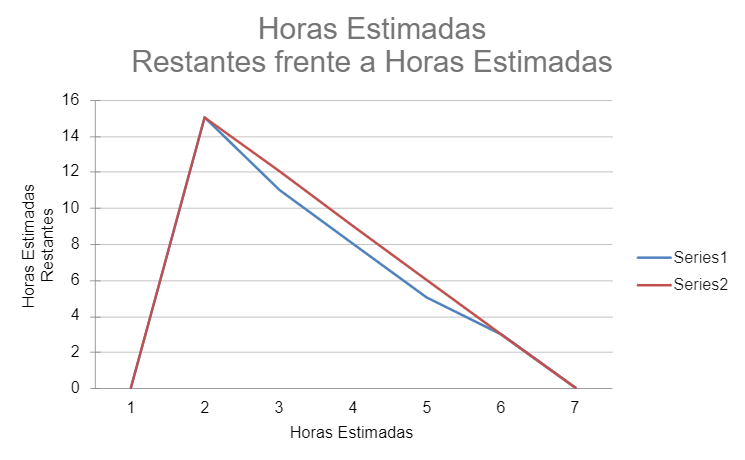 Horas Estimadas
Restantes frente a Horas Estimadas
16
14
12
10
8
6
4
2
0
Horas Estimadas
Restantes
1 2 3 4 5 6 7
Horas Estimadas
Series1
Series2